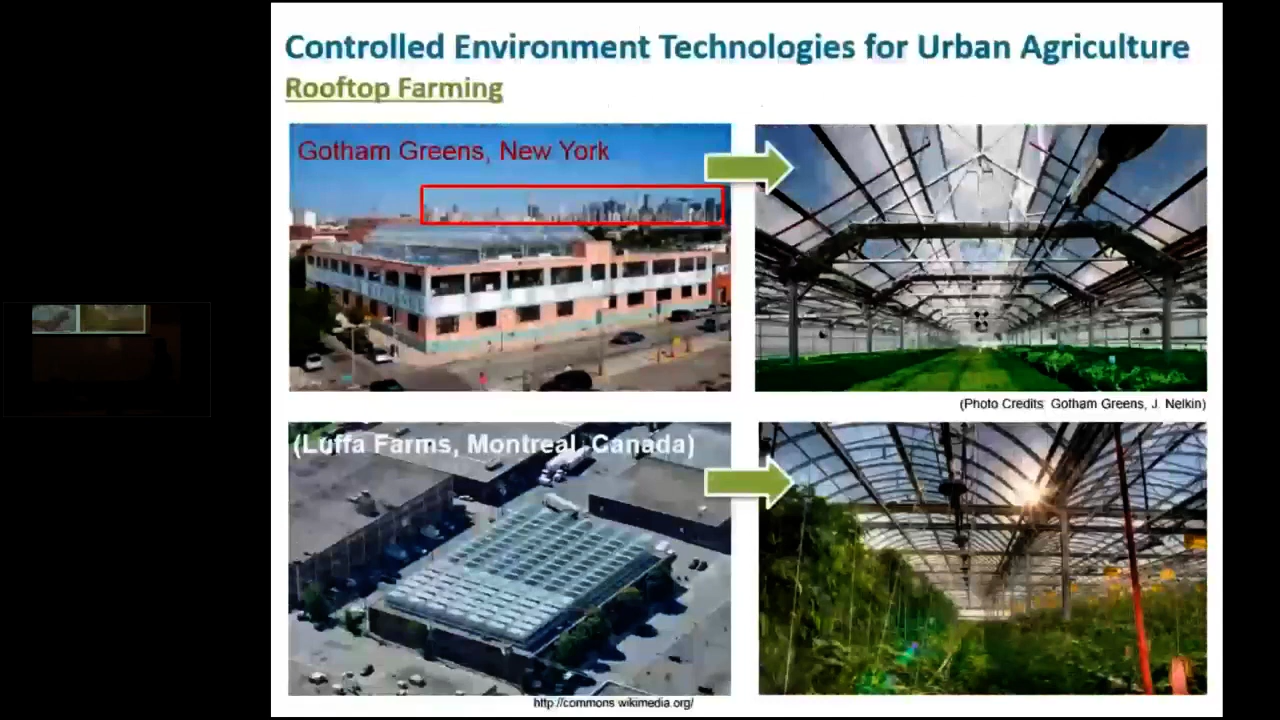 Controlled Environment Technologies for Urban Agriculture
Rooftop Farming
Gotham Greens, New York
(Photo Credits: Gotham Greens, J. Nelkin)
(Luffa Farms, Montreal, Canada)
http://commons.wikimedia.org/